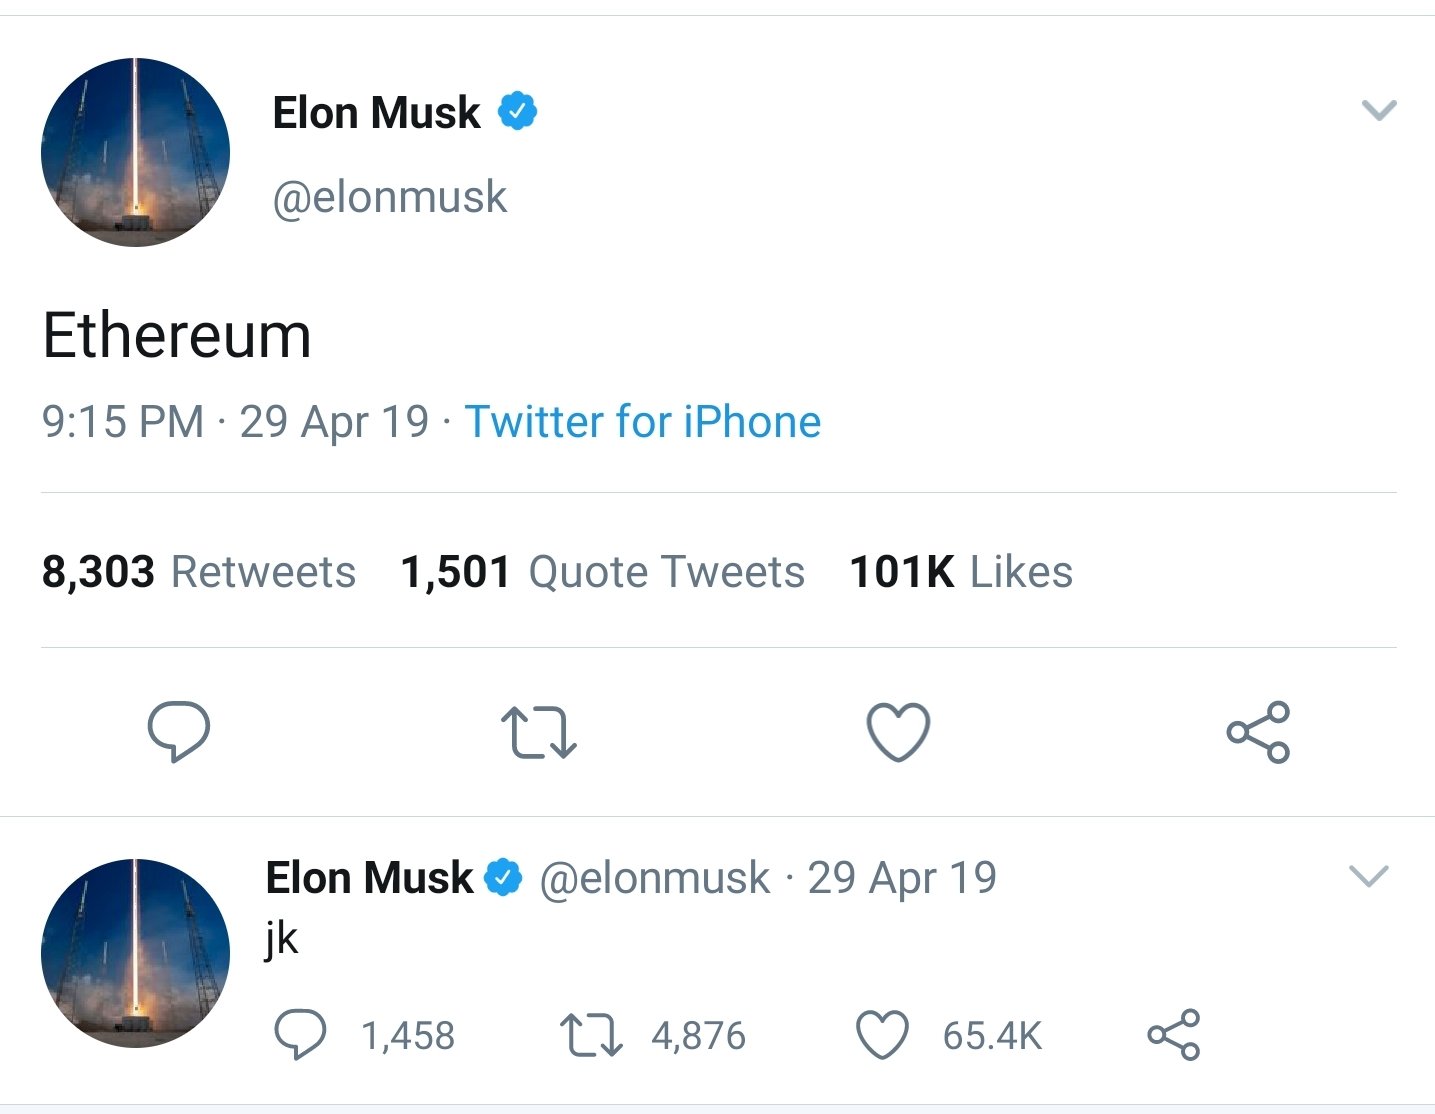 Elon Musk
@elonmusk
Ethereum
9:15 PM · 29 Apr 19 · Twitter for iPhone
8,303 Retweets 1,501 Quote Tweets 101K Likes
Elon Musk @elonmusk · 29 Apr 19
jk
1,458 4,876 65.4K